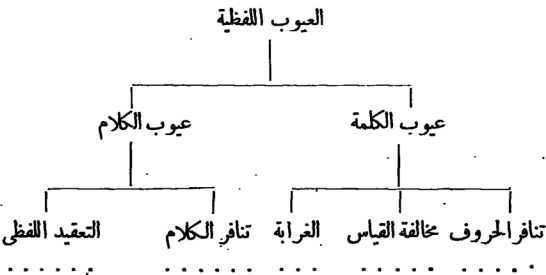 العيوب اللفظية
عيوب الكلمة
عيوب الكلام
تنافر الحروف
مخالفة القياس
الغرابة
تنافر الكلام
التعقيد اللفظى